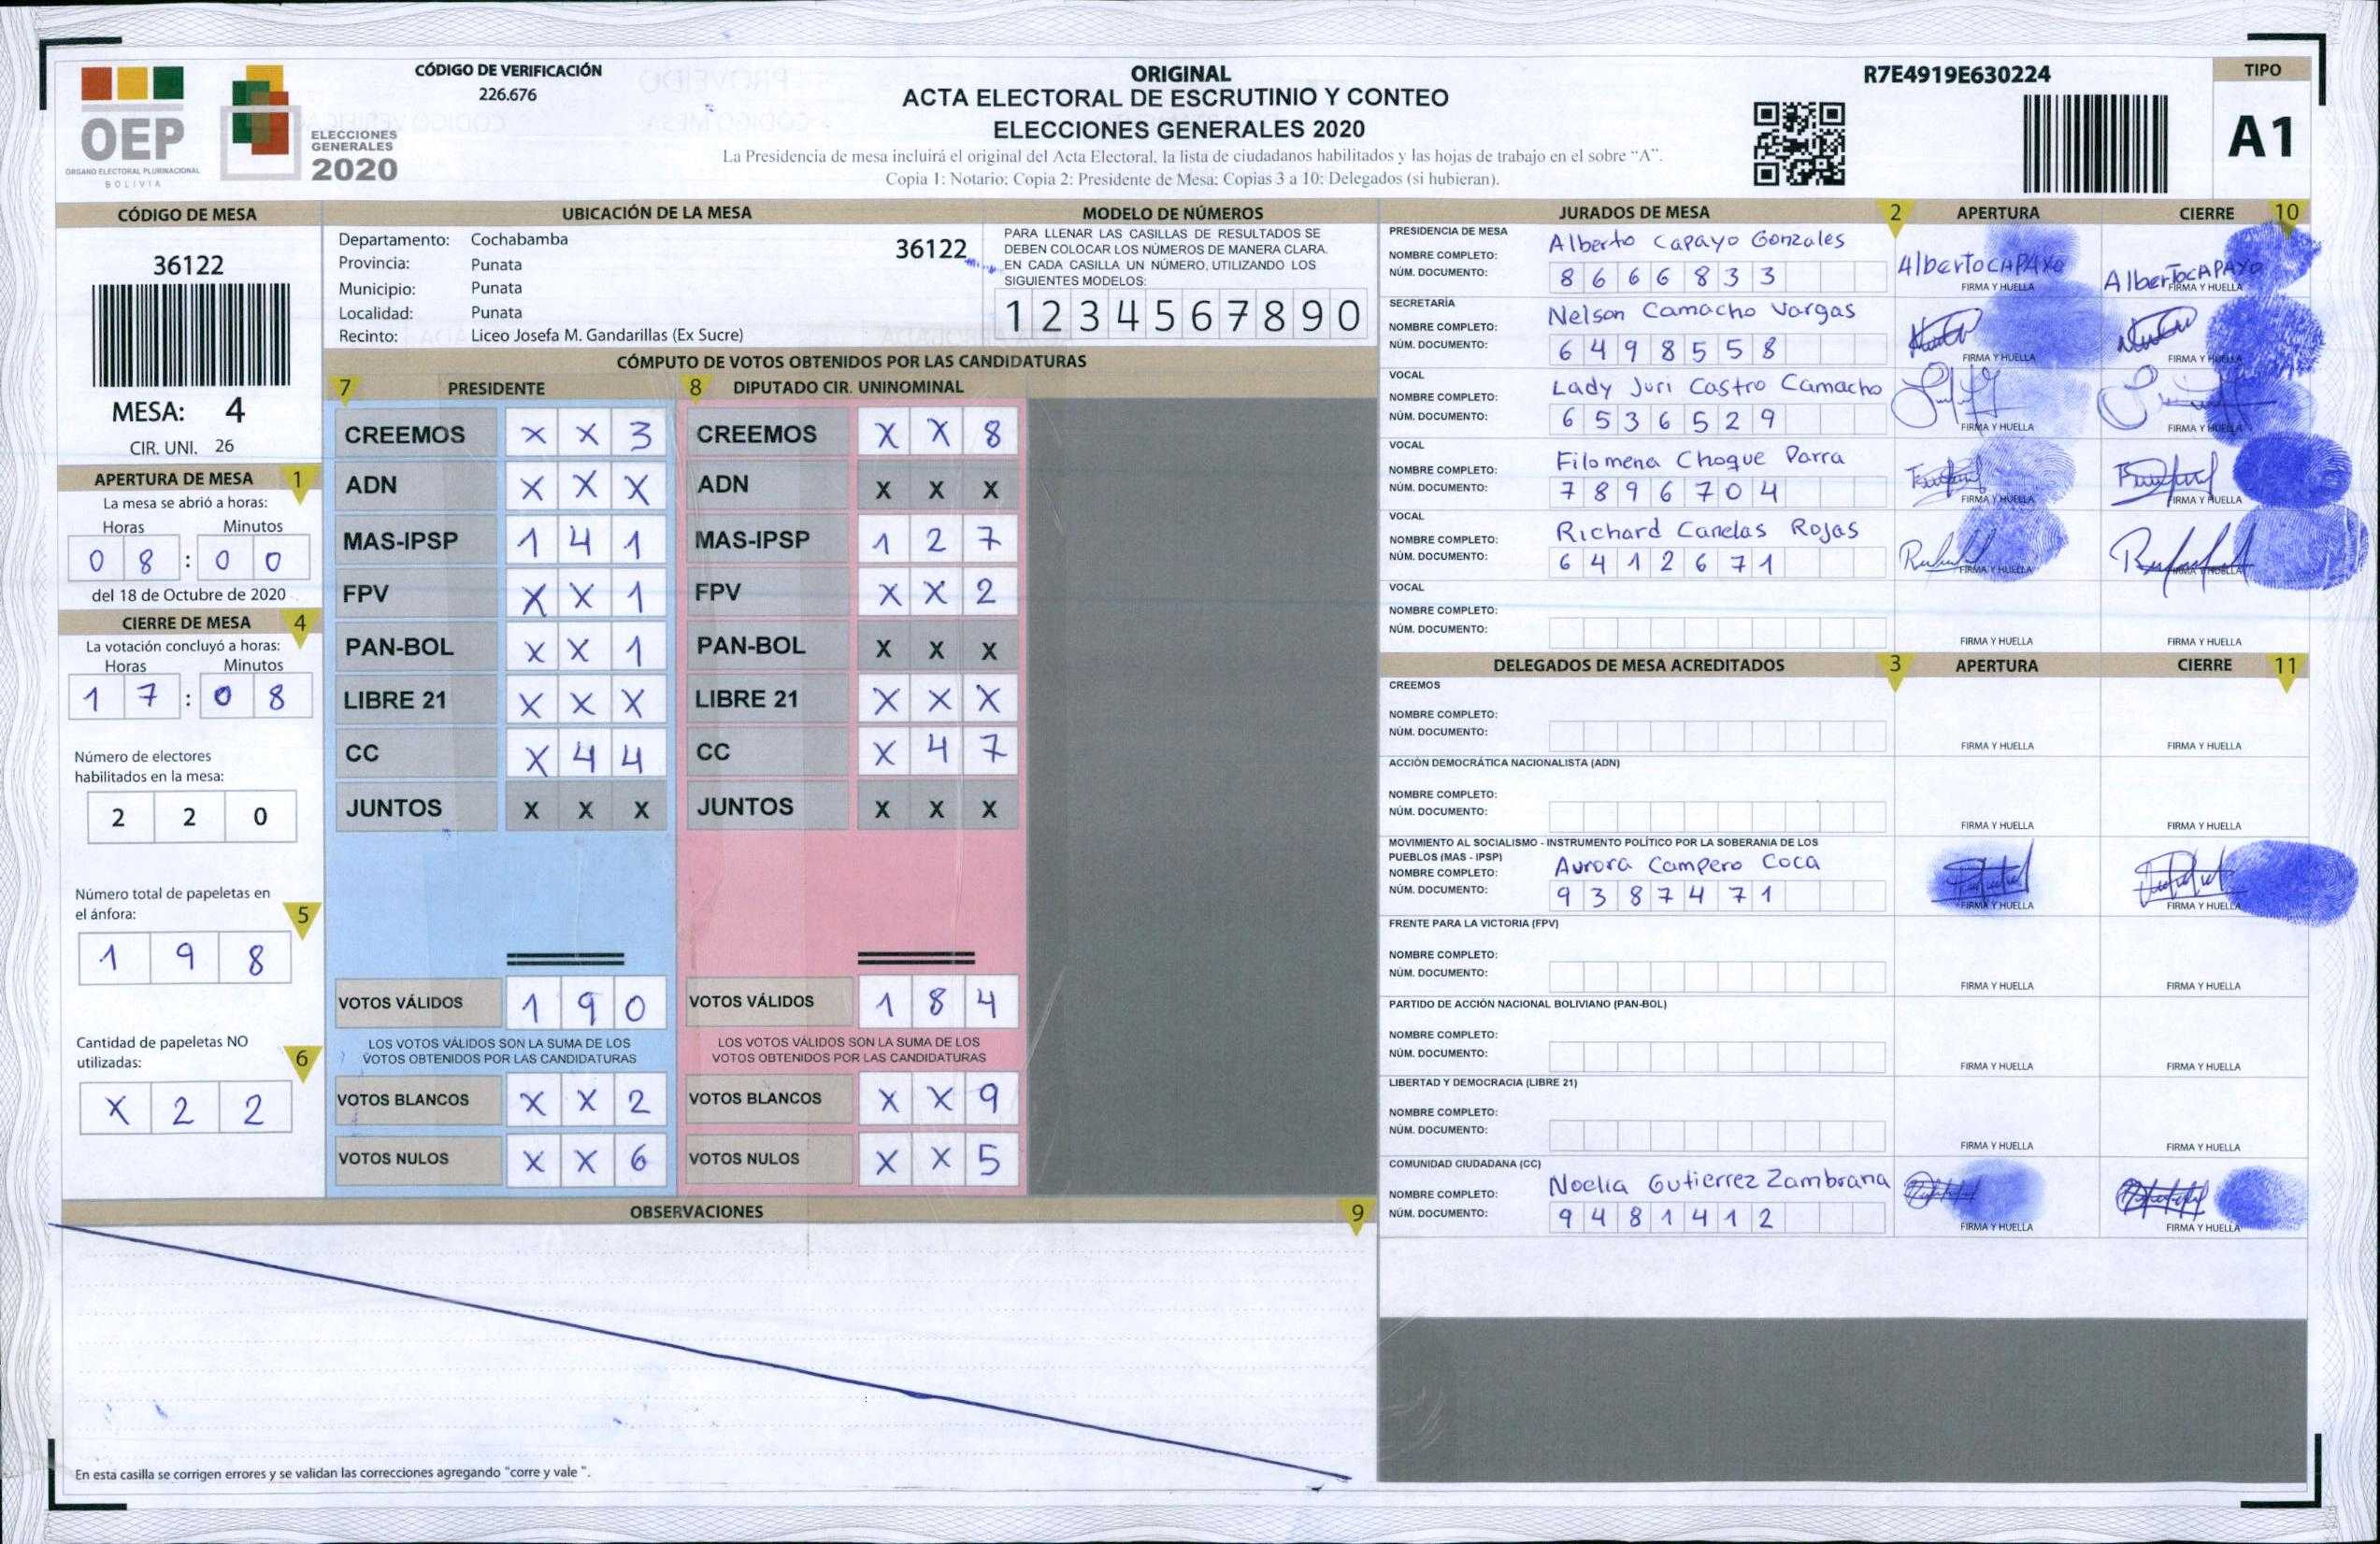 OEP
ÓRGANO ELECTORAL PLURINACIONAL
BOLIVIA
ELECCIONES
GENERALES
2020
CÓDIGO DE VERIFICACIÓN
226.676
ORIGINAL
ACTA ELECTORAL DE ESCRUTINIO Y CONTEO
ELECCIONES GENERALES 2020
La Presidencia de mesa incluirá el original del Acta Electoral, la lista de ciudadanos habilitados y las hojas de trabajo en el sobre "A".
Copia 1: Notario; Copia 2: Presidente de Mesa; Copias 3 a 10: Delegados (si hubieran).
R7E4919E630224
TIPO
A1
CÓDIGO DE MESA
36122
MESA: 4
CIR. UNI. 26
APERTURA DE MESA 1
La mesa se abrió a horas:
Horas Minutos
0 8 : 0 0
del 18 de Octubre de 2020
CIERRE DE MESA 4
La votación concluyó a horas:
Horas Minutos
1 7 : 0 8
Número de electores
habilitados en la mesa:
2 2 0
Número total de papeletas en
el ánfora: 5
1 9 8
Cantidad de papeletas NO
utilizadas: 6
X 2 2
UBICACIÓN DE LA MESA
Departamento: Cochabamba 36122
Provincia: Punata
Municipio: Punata
Localidad: Punata
Recinto: Liceo Josefa M. Gandarillas (Ex Sucre)
MODELO DE NÚMEROS
PARA LLENAR LAS CASILLAS DE RESULTADOS SE
DEBEN COLOCAR LOS NÚMEROS DE MANERA CLARA.
EN CADA CASILLA UN NÚMERO, UTILIZANDO LOS
SIGUIENTES MODELOS:
1 2 3 4 5 6 7 8 9 0
CÓMPUTO DE VOTOS OBTENIDOS POR LAS CANDIDATURAS
7 PRESIDENTE 8 DIPUTADO CIR. UNINOMINAL
CREEMOS X X 3 CREEMOS X X 8
ADN X X X ADN X X X
MAS-IPSP 1 4 1 MAS-IPSP 1 2 7
FPV X X 1 FPV X X 2
PAN-BOL X X 1 PAN-BOL X X X
LIBRE 21 X X X LIBRE 21 X X X
CC X 4 4 CC X 4 7
JUNTOS X X X JUNTOS X X X
VOTOS VÁLIDOS 1 9 0 VOTOS VÁLIDOS 1 8 4
LOS VOTOS VÁLIDOS SON LA SUMA DE LOS LOS VOTOS VÁLIDOS SON LA SUMA DE LOS
VOTOS OBTENIDOS POR LAS CANDIDATURAS VOTOS OBTENIDOS POR LAS CANDIDATURAS
VOTOS BLANCOS X X 2 VOTOS BLANCOS X X 9
VOTOS NULOS X X 6 VOTOS NULOS X X 5
OBSERVACIONES 9
En esta casilla se corrigen errores y se validan las correcciones agregando "corre y vale ".
JURADOS DE MESA 2 APERTURA CIERRE 10
PRESIDENCIA DE MESA
NOMBRE COMPLETO: Alberto Capayo Gonzales
NÚM. DOCUMENTO: 8 6 6 6 8 3 3
Alberto CAPAYO FIRMA Y HUELLA Alberto CAPAYO FIRMA Y HUELLA
SECRETARÍA
NOMBRE COMPLETO: Nelson Camacho Vargas
NÚM. DOCUMENTO: 6 4 9 8 5 5 8
FIRMA Y HUELLA FIRMA Y HUELLA
VOCAL
NOMBRE COMPLETO: Lady Juri Castro Camacho
NÚM. DOCUMENTO: 6 5 3 6 5 2 9
FIRMA Y HUELLA FIRMA Y HUELLA
VOCAL
NOMBRE COMPLETO: Filomena Choque Parra
NÚM. DOCUMENTO: 7 8 9 6 7 0 4
FIRMA Y HUELLA FIRMA Y HUELLA
VOCAL
NOMBRE COMPLETO: Richard Canelas Rojas
NÚM. DOCUMENTO: 6 4 1 2 6 7 1
FIRMA Y HUELLA FIRMA Y HUELLA
VOCAL
NOMBRE COMPLETO:
NÚM. DOCUMENTO:
FIRMA Y HUELLA FIRMA Y HUELLA
DELEGADOS DE MESA ACREDITADOS 3 APERTURA CIERRE 11
CREEMOS
NOMBRE COMPLETO:
NÚM. DOCUMENTO:
FIRMA Y HUELLA FIRMA Y HUELLA
ACCIÓN DEMOCRÁTICA NACIONALISTA (ADN)
NOMBRE COMPLETO:
NÚM. DOCUMENTO:
FIRMA Y HUELLA FIRMA Y HUELLA
MOVIMIENTO AL SOCIALISMO - INSTRUMENTO POLÍTICO POR LA SOBERANIA DE LOS
PUEBLOS (MAS - IPSP)
NOMBRE COMPLETO: Aurora Campero Coca
NÚM. DOCUMENTO: 9 3 8 7 4 7 1
FIRMA Y HUELLA FIRMA Y HUELLA
FRENTE PARA LA VICTORIA (FPV)
NOMBRE COMPLETO:
NÚM. DOCUMENTO:
FIRMA Y HUELLA FIRMA Y HUELLA
PARTIDO DE ACCIÓN NACIONAL BOLIVIANO (PAN-BOL)
NOMBRE COMPLETO:
NÚM. DOCUMENTO:
FIRMA Y HUELLA FIRMA Y HUELLA
LIBERTAD Y DEMOCRACIA (LIBRE 21)
NOMBRE COMPLETO:
NÚM. DOCUMENTO:
FIRMA Y HUELLA FIRMA Y HUELLA
COMUNIDAD CIUDADANA (CC)
NOMBRE COMPLETO: Noelia Gutierrez Zambrana
NÚM. DOCUMENTO: 9 4 8 1 4 1 2
FIRMA Y HUELLA FIRMA Y HUELLA